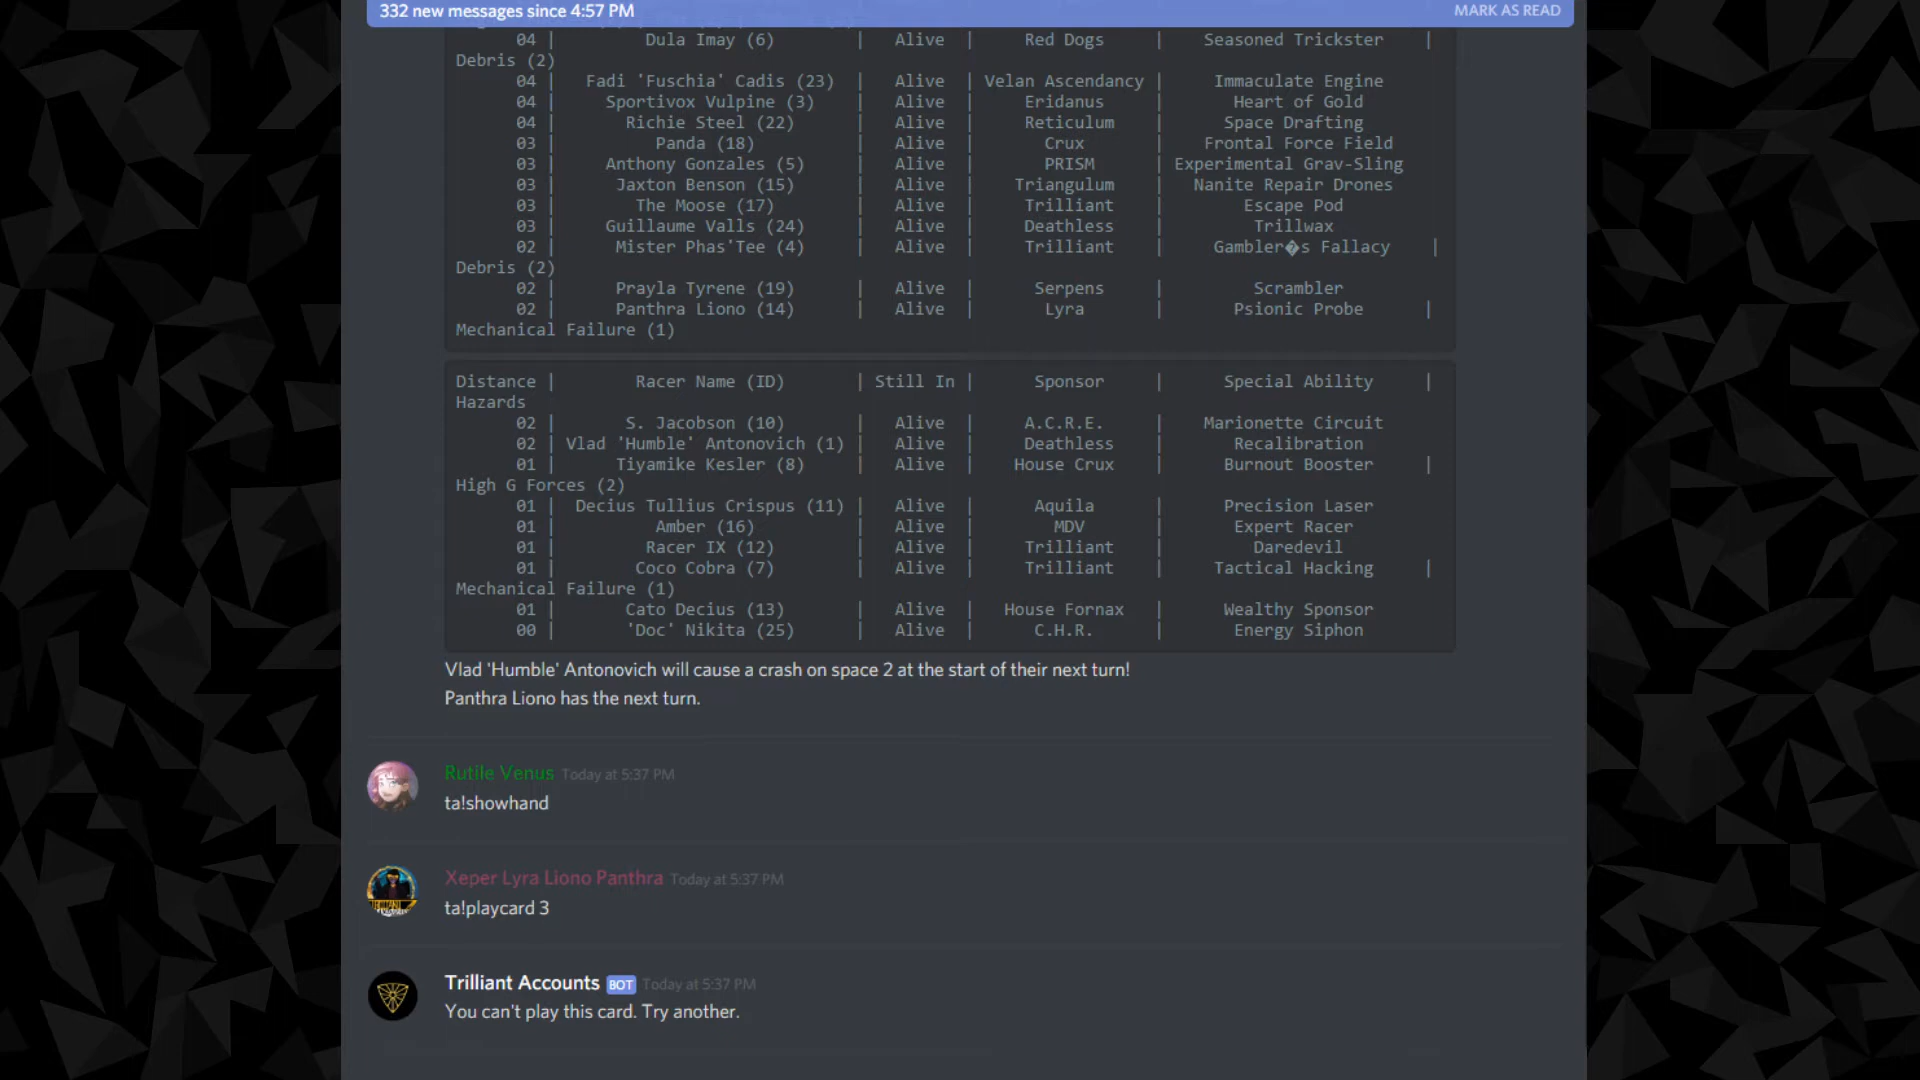 332 new messages since 4:57 PM MARK AS READ
04 | Dula Imay (6) | Alive | Red Dogs | Seasoned Trickster |
Debris (2)
04 | Fadi 'Fuschia' Cadis (23) | Alive | Velan Ascendancy | Immaculate Engine
04 | Sportivox Vulpine (3) | Alive | Eridanus | Heart of Gold
04 | Richie Steel (22) | Alive | Reticulum | Space Drafting
03 | Panda (18) | Alive | Crux | Frontal Force Field
03 | Anthony Gonzales (5) | Alive | PRISM | Experimental Grav-Sling
03 | Jaxton Benson (15) | Alive | Triangulum | Nanite Repair Drones
03 | The Moose (17) | Alive | Trilliant | Escape Pod
03 | Guillaume Valls (24) | Alive | Deathless | Trillwax
02 | Mister Phas'Tee (4) | Alive | Trilliant | Gambler�s Fallacy |
Debris (2)
02 | Prayla Tyrene (19) | Alive | Serpens | Scrambler
02 | Panthra Liono (14) | Alive | Lyra | Psionic Probe |
Mechanical Failure (1)
Distance | Racer Name (ID) | Still In | Sponsor | Special Ability |
Hazards
02 | S. Jacobson (10) | Alive | A.C.R.E. | Marionette Circuit
02 | Vlad 'Humble' Antonovich (1) | Alive | Deathless | Recalibration
01 | Tiyamike Kesler (8) | Alive | House Crux | Burnout Booster |
High G Forces (2)
01 | Decius Tullius Crispus (11) | Alive | Aquila | Precision Laser
01 | Amber (16) | Alive | MDV | Expert Racer
01 | Racer IX (12) | Alive | Trilliant | Daredevil
01 | Coco Cobra (7) | Alive | Trilliant | Tactical Hacking |
Mechanical Failure (1)
01 | Cato Decius (13) | Alive | House Fornax | Wealthy Sponsor
00 | 'Doc' Nikita (25) | Alive | C.H.R. | Energy Siphon
Vlad 'Humble' Antonovich will cause a crash on space 2 at the start of their next turn!
Panthra Liono has the next turn.
Rutile Venus Today at 5:37 PM
ta!showhand
Xeper Lyra Liono Panthra Today at 5:37 PM
ta!playcard 3
Trilliant Accounts BOT Today at 5:37 PM
You can't play this card. Try another.